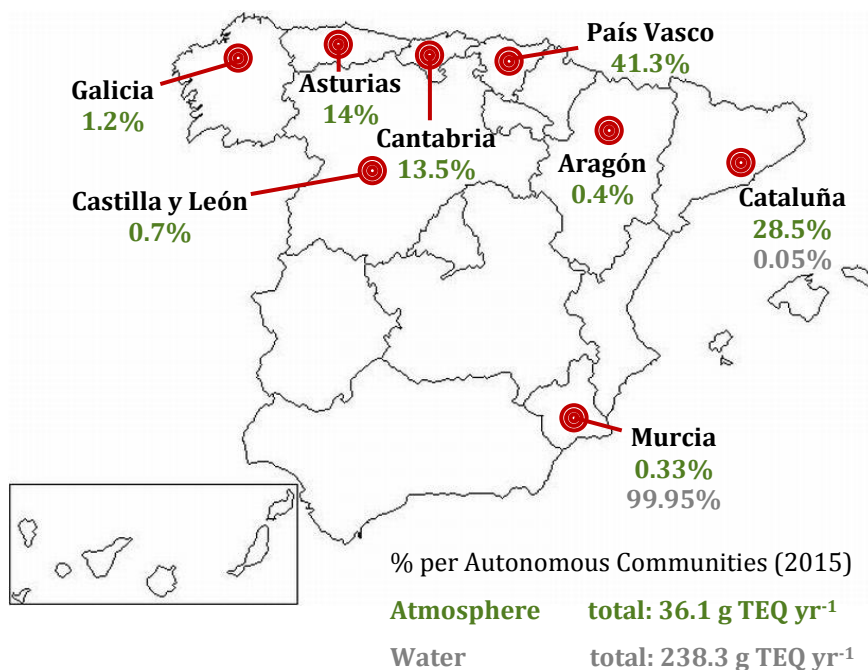 País Vasco
41.3%
Galicia
1.2%
Asturias
14%
Cantabria
13.5%
Aragón
0.4%
Cataluña
28.5%
0.05%
Castilla y León
0.7%
Murcia
0.33%
99.95%
% per Autonomous Communities (2015)
Atmosphere total: 36.1 g TEQ yr⁻¹
Water total: 238.3 g TEQ yr⁻¹